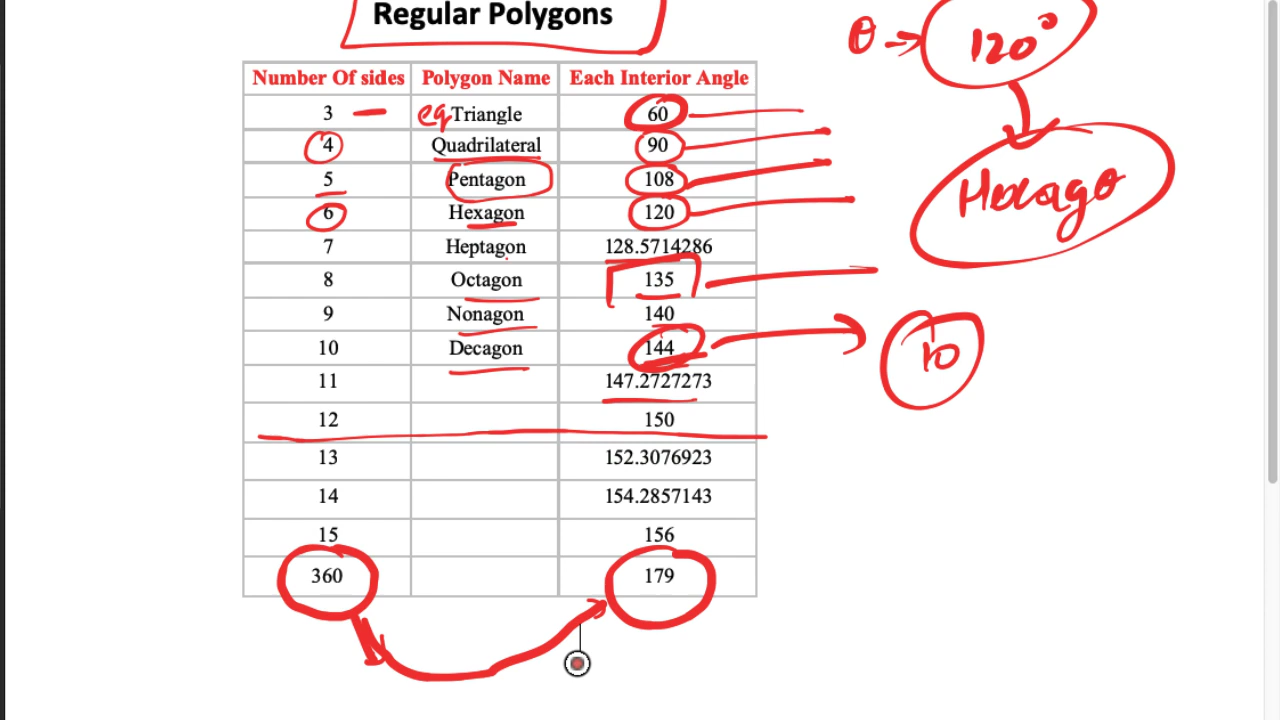 Regular Polygons
θ → 120°
Number Of sides Polygon Name Each Interior Angle
3 eq Triangle 60
4 Quadrilateral 90
5 Pentagon 108
6 Hexagon 120
Hexago
7 Heptagon 128.5714286
8 Octagon 135
9 Nonagon 140
10 Decagon 144
10
11 147.2727273
12 150
13 152.3076923
14 154.2857143
15 156
360 179